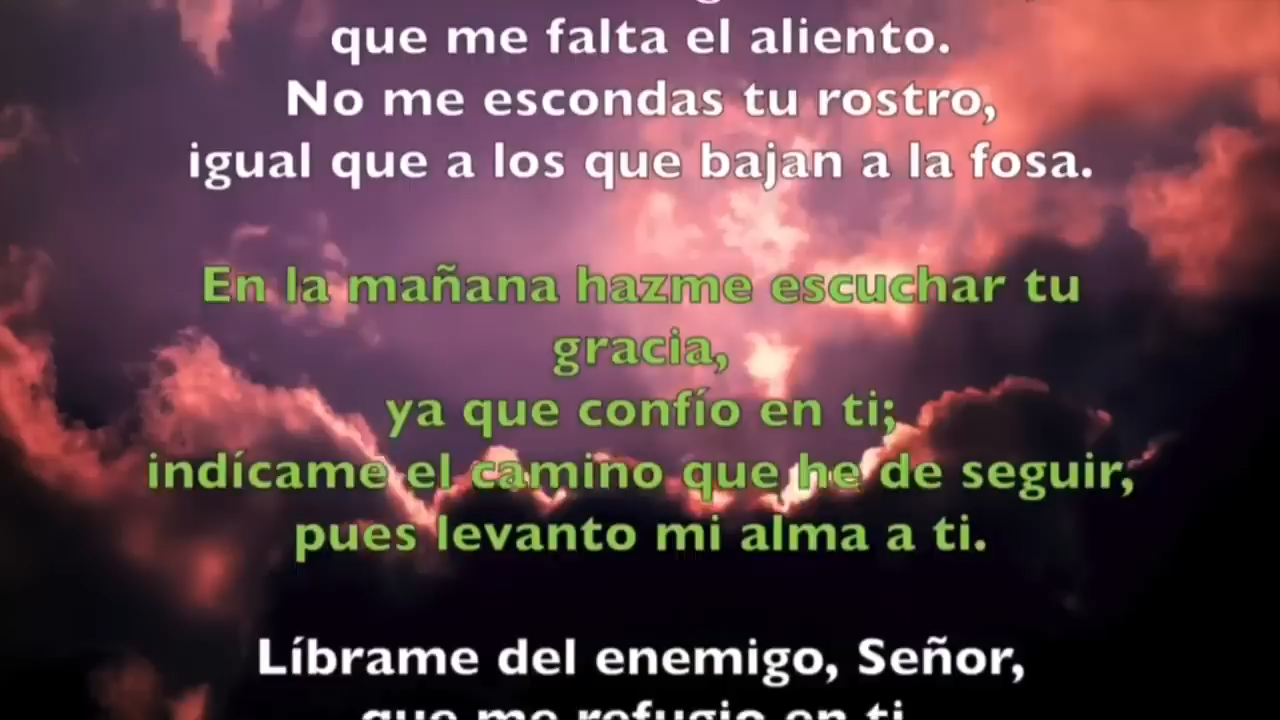 que me falta el aliento.
No me escondas tu rostro,
igual que a los que bajan a la fosa.
En la mañana hazme escuchar tu
gracia,
ya que confío en ti;
indícame el camino que he de seguir,
pues levanto mi alma a ti.
Líbrame del enemigo, Señor,
que me refugio en ti